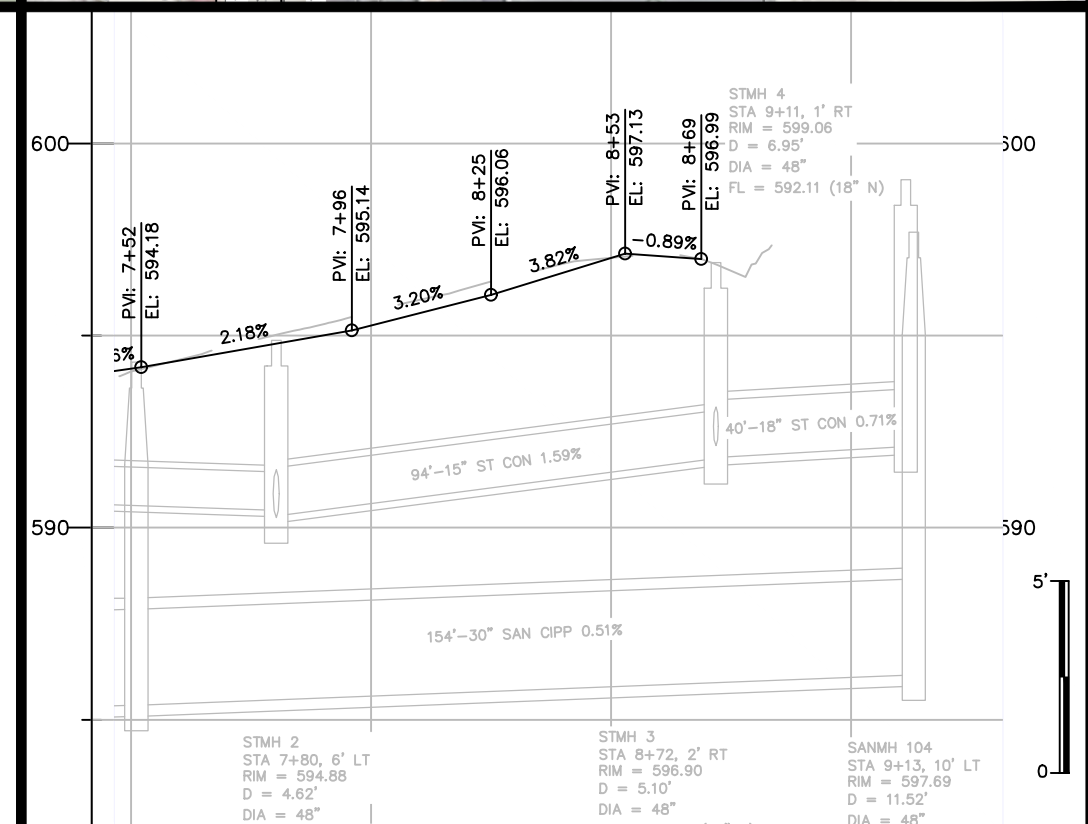 STMH 4
STA 9+11, 1' RT
RIM = 599.06
D = 6.95'
DIA = 48"
FL = 592.11 (18" N)
600
600
PVI: 7+52
EL: 594.18
PVI: 7+96
EL: 595.14
PVI: 8+25
EL: 596.06
PVI: 8+53
EL: 597.13
PVI: 8+69
EL: 596.99
6%
2.18%
3.20%
3.82%
-0.89%
94'-15" ST CON 1.59%
40'-18" ST CON 0.71%
590
590
154'-30" SAN CIPP 0.51%
5'
0
STMH 2
STA 7+80, 6' LT
RIM = 594.88
D = 4.62'
DIA = 48"
STMH 3
STA 8+72, 2' RT
RIM = 596.90
D = 5.10'
DIA = 48"
SANMH 104
STA 9+13, 10' LT
RIM = 597.69
D = 11.52'
DIA = 48"